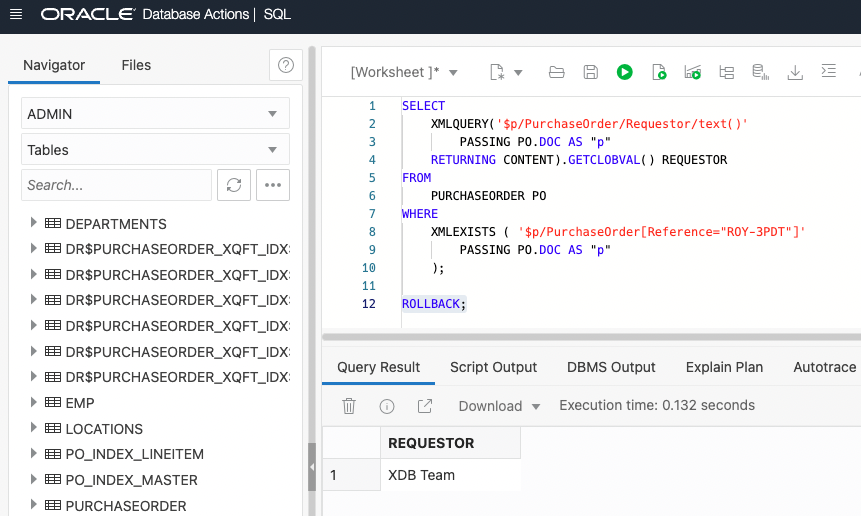 ORACLE Database Actions | SQL
Navigator
Files
ADMIN
Tables
Search...
DEPARTMENTS
DR$PURCHASEORDER_XQFT_IDX
DR$PURCHASEORDER_XQFT_IDX
DR$PURCHASEORDER_XQFT_IDX
DR$PURCHASEORDER_XQFT_IDX
DR$PURCHASEORDER_XQFT_IDX
DR$PURCHASEORDER_XQFT_IDX
EMP
LOCATIONS
PO_INDEX_LINEITEM
PO_INDEX_MASTER
PURCHASEORDER
[Worksheet ]*
1 SELECT
2 XMLQUERY('$p/PurchaseOrder/Requestor/text()'
3 PASSING PO.DOC AS "p"
4 RETURNING CONTENT).GETCLOBVAL() REQUESTOR
5 FROM
6 PURCHASEORDER PO
7 WHERE
8 XMLEXISTS ( '$p/PurchaseOrder[Reference="ROY-3PDT"]'
9 PASSING PO.DOC AS "p"
10 );
11
12 ROLLBACK;
Query Result Script Output DBMS Output Explain Plan Autotrace
Download Execution time: 0.132 seconds
REQUESTOR
1 XDB Team